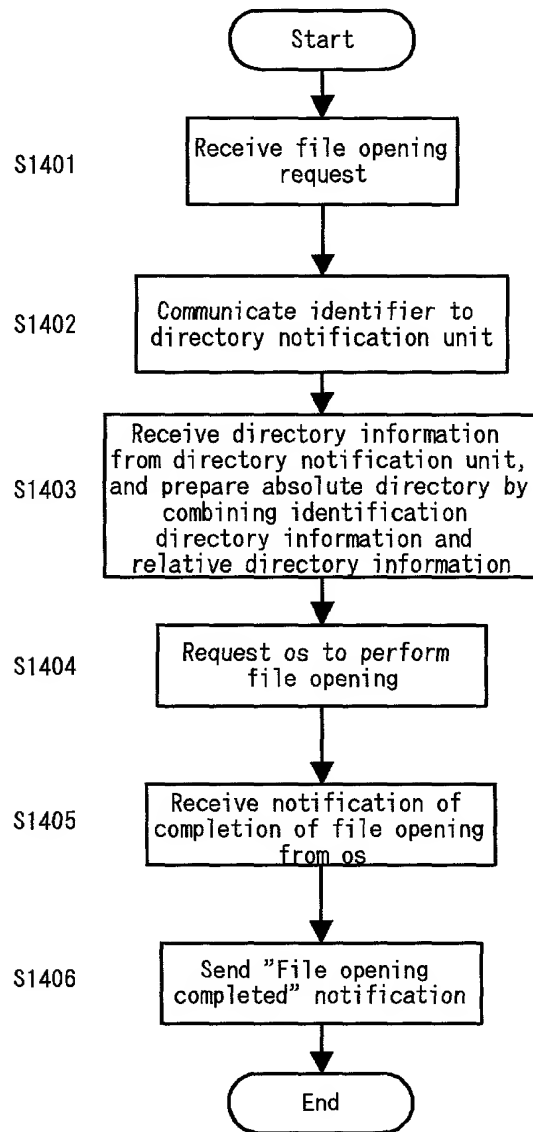 Start
S1401
Receive file opening
request
S1402
Communicate identifier to
directory notification unit
S1403
Receive directory information
from directory notification unit,
and prepare absolute directory by
combining identification
directory information and
relative directory information
S1404
Request os to perform
file opening
S1405
Receive notification of
completion of file opening
from os
S1406
Send ”File opening
completed” notification
End